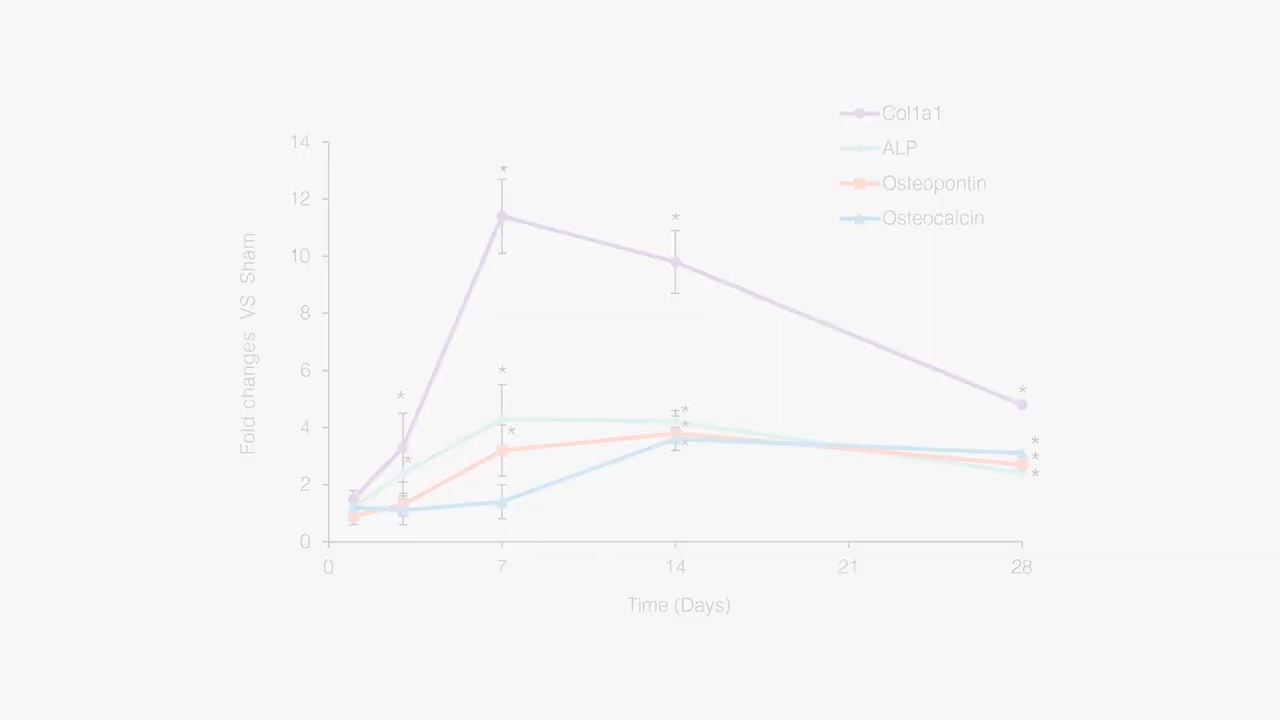 Col1a1
ALP
Osteopontin
Osteocalcin
Fold changes VS Sham
14
12
10
8
6
4
2
0
0 7 14 21 28
Time (Days)
* * * * * * * * * * * *